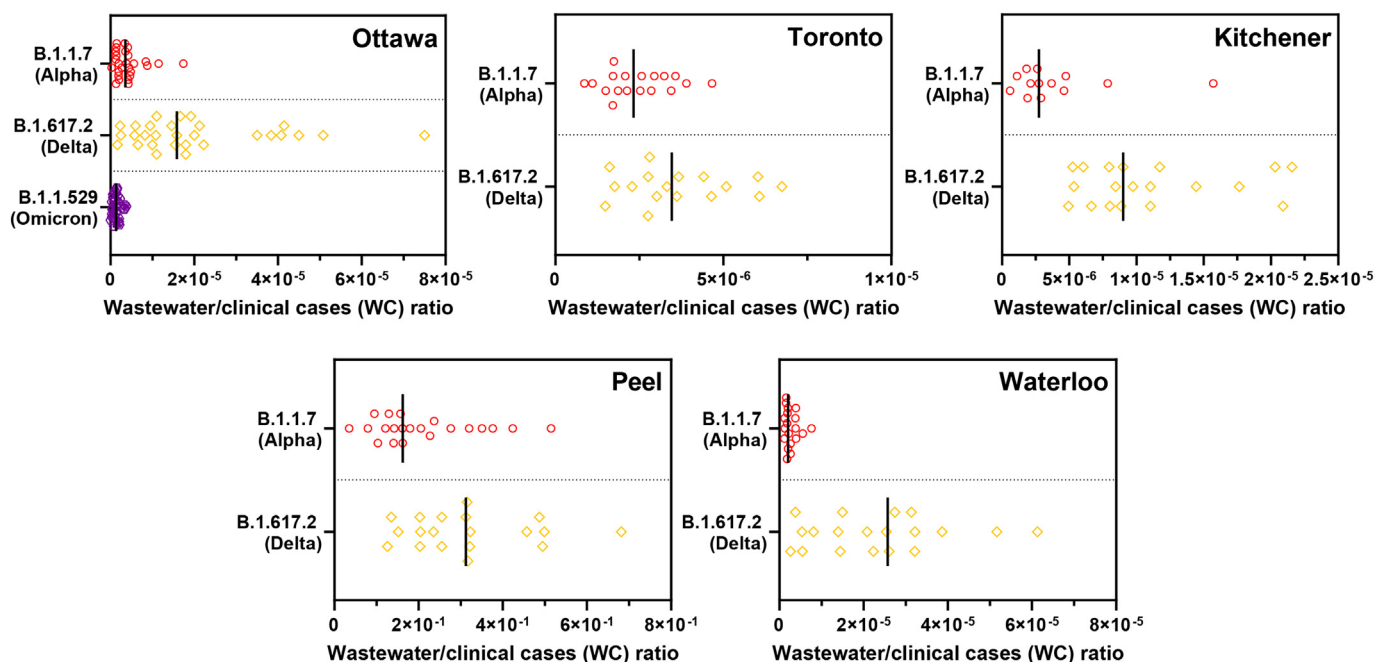 Ottawa
B.1.1.7
(Alpha)
B.1.617.2
(Delta)
B.1.1.529
(Omicron)
0 2×10⁻⁵ 4×10⁻⁵ 6×10⁻⁵ 8×10⁻⁵
Wastewater/clinical cases (WC) ratio
Toronto
B.1.1.7
(Alpha)
B.1.617.2
(Delta)
0 5×10⁻⁶ 1×10⁻⁵
Wastewater/clinical cases (WC) ratio
Kitchener
B.1.1.7
(Alpha)
B.1.617.2
(Delta)
0 5×10⁻⁶ 1×10⁻⁵ 1.5×10⁻⁵ 2×10⁻⁵ 2.5×10⁻⁵
Wastewater/clinical cases (WC) ratio
Peel
B.1.1.7
(Alpha)
B.1.617.2
(Delta)
0 2×10⁻¹ 4×10⁻¹ 6×10⁻¹ 8×10⁻¹
Wastewater/clinical cases (WC) ratio
Waterloo
B.1.1.7
(Alpha)
B.1.617.2
(Delta)
0 2×10⁻⁵ 4×10⁻⁵ 6×10⁻⁵ 8×10⁻⁵
Wastewater/clinical cases (WC) ratio